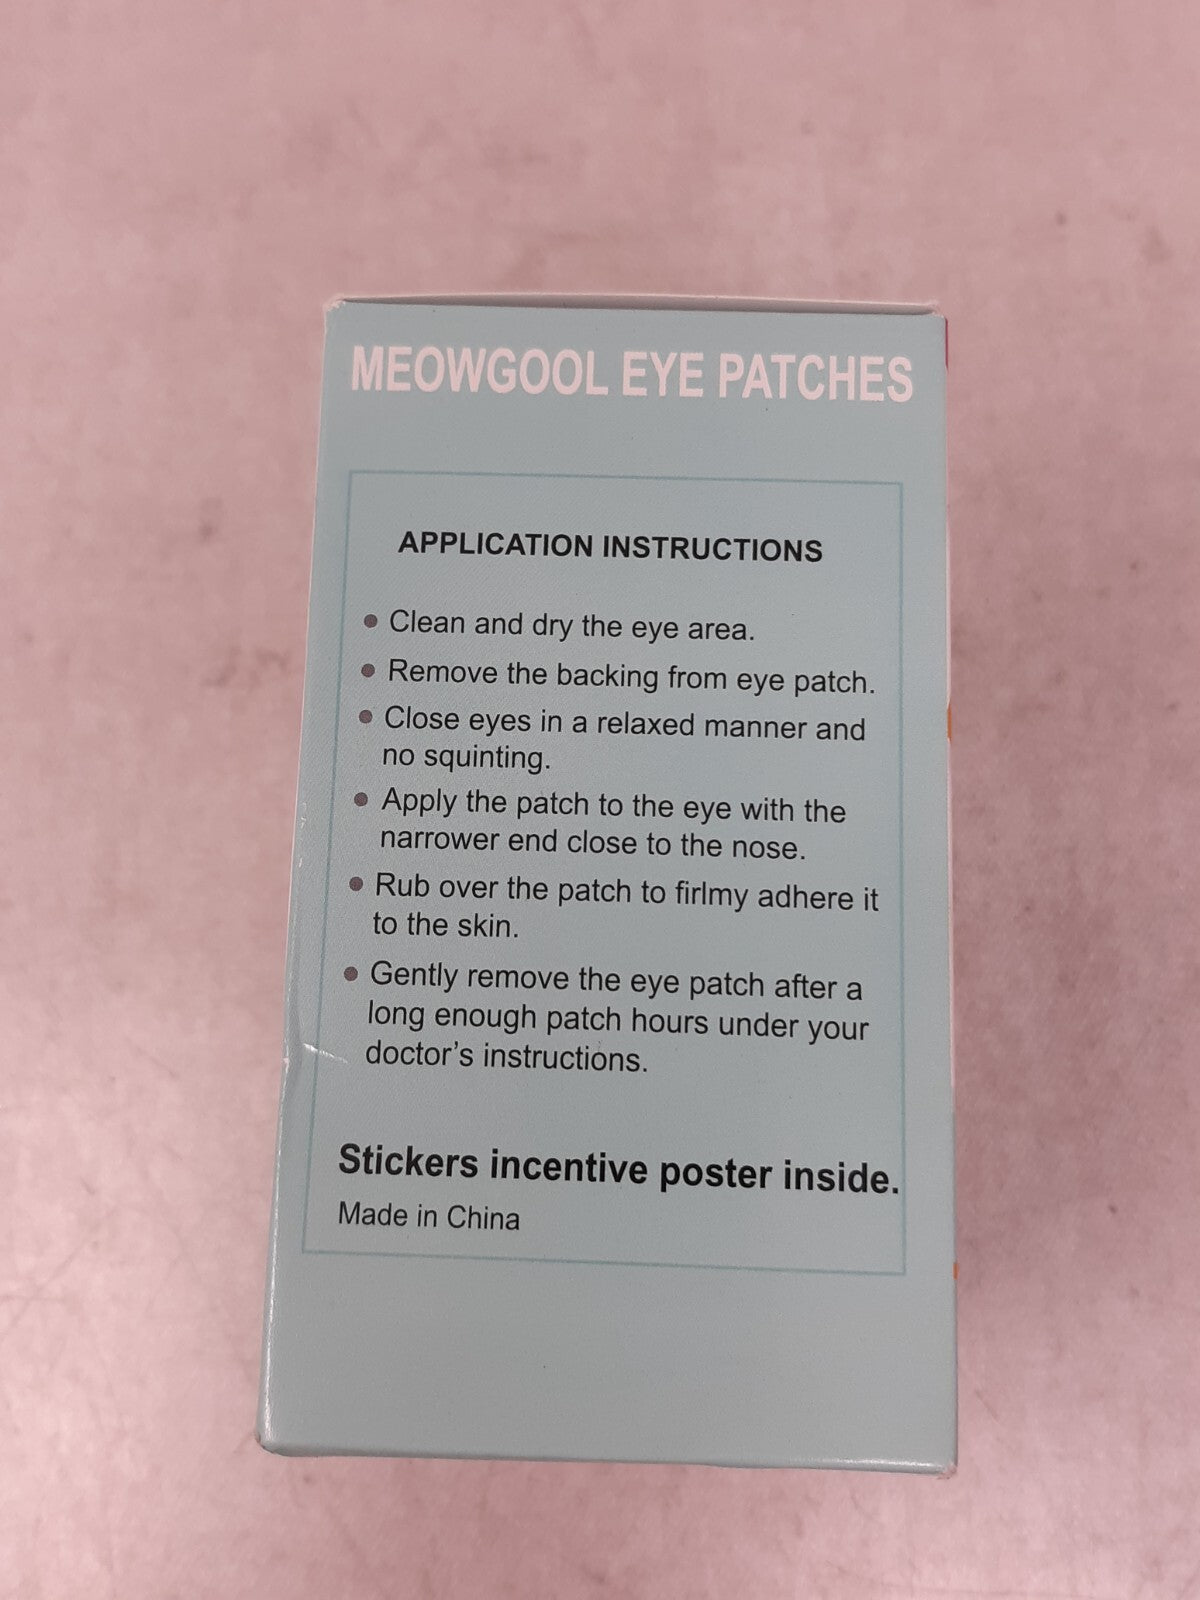 MEOWGOOL EYE PATCHES
APPLICATION INSTRUCTIONS
• Clean and dry the eye area.
• Remove the backing from eye patch.
• Close eyes in a relaxed manner and
no squinting.
• Apply the patch to the eye with the
narrower end close to the nose.
• Rub over the patch to firlmy adhere it
to the skin.
• Gently remove the eye patch after a
long enough patch hours under your
doctor's instructions.
Stickers incentive poster inside.
Made in China